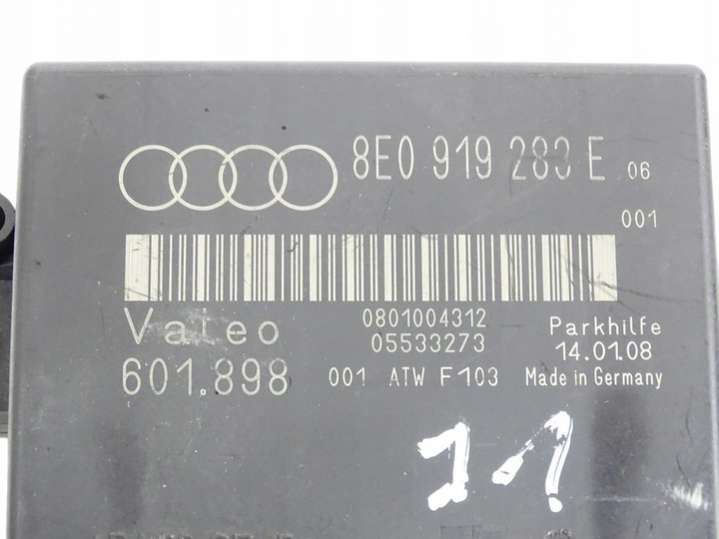 8E0 919 283 E 06
001
Valeo 0801004312 Parkhilfe
05533273 14.01.08
601.898 001 ATW F103 Made in Germany